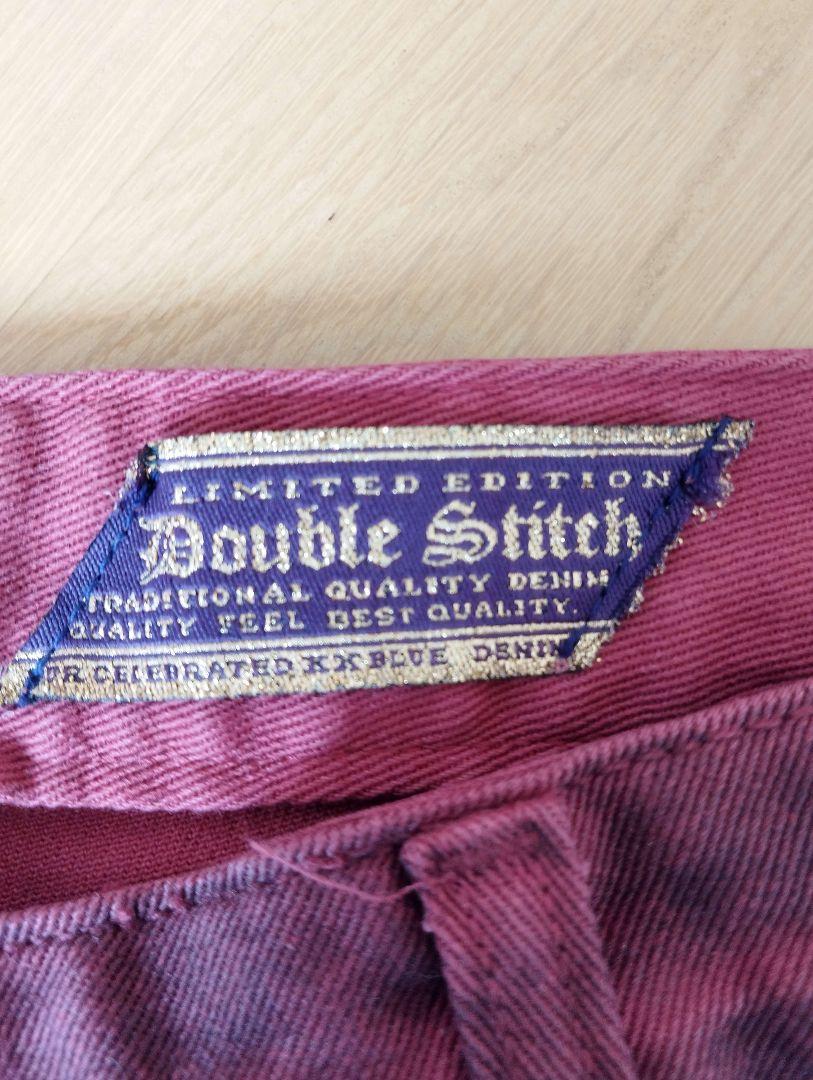 LIMITED EDITION
Double Stitch
TRADITIONAL QUALITY DENIM
QUALITY FEEL BEST QUALITY.
CELEBRATED XX BLUE DENIM